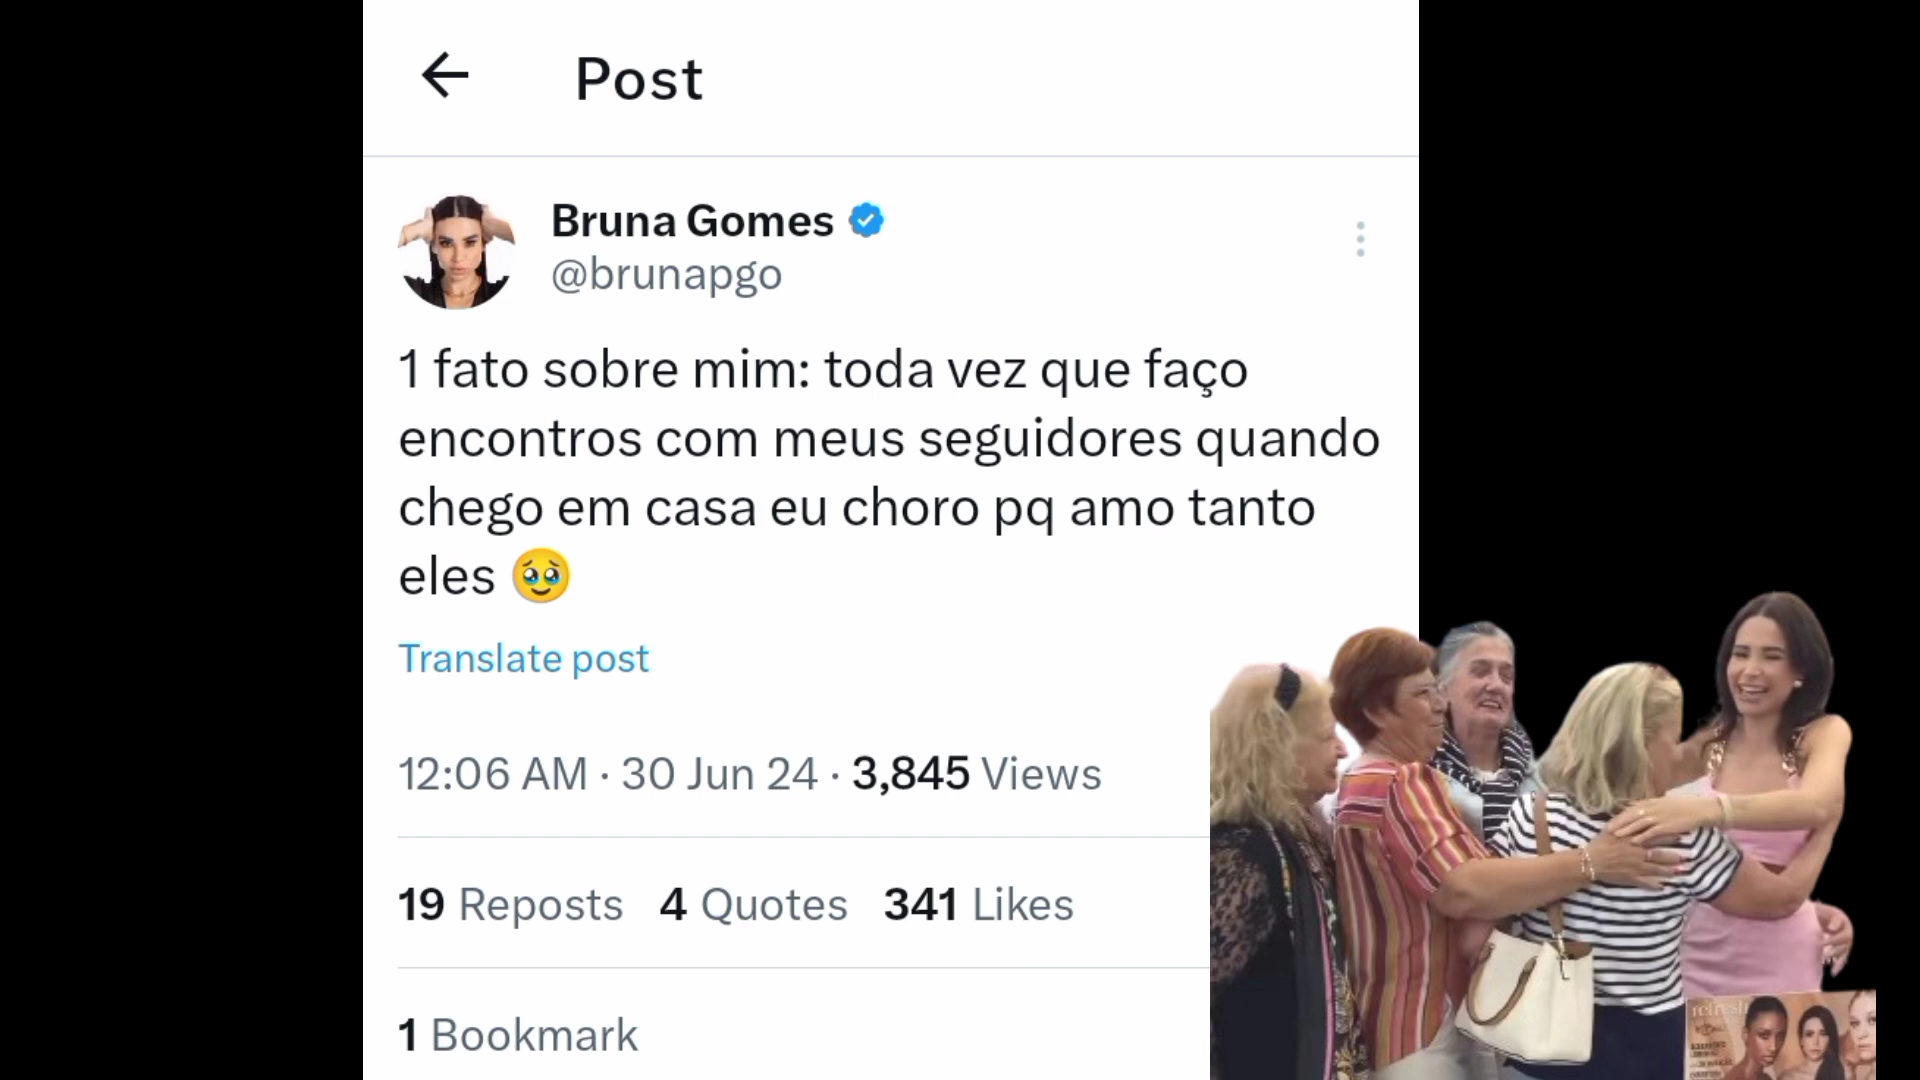 Post
Bruna Gomes
@brunapgo
1 fato sobre mim: toda vez que faço
encontros com meus seguidores quando
chego em casa eu choro pq amo tanto
eles 🥹
Translate post
12:06 AM · 30 Jun 24 · 3,845 Views
19 Reposts 4 Quotes 341 Likes
1 Bookmark
refresh